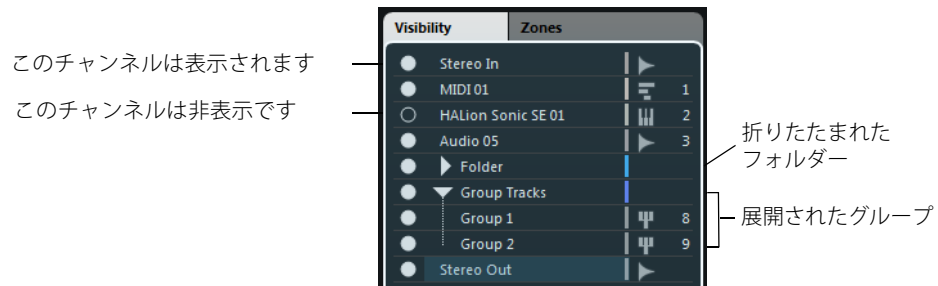 Visibility
Zones
このチャンネルは表示されます
Stereo In
MIDI 01
1
このチャンネルは非表示です
HALion Sonic SE 01
2
Audio 05
3
折りたたまれた
フォルダー
Folder
Group Tracks
Group 1
8
展開されたグループ
Group 2
9
Stereo Out